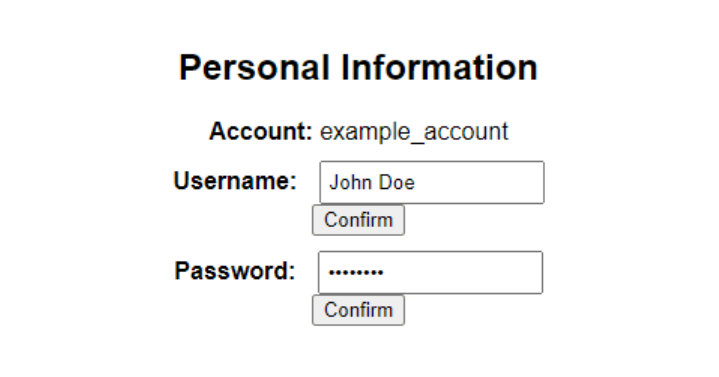 Personal Information
Account: example_account
Username: John Doe
Confirm
Password: ••••••••
Confirm